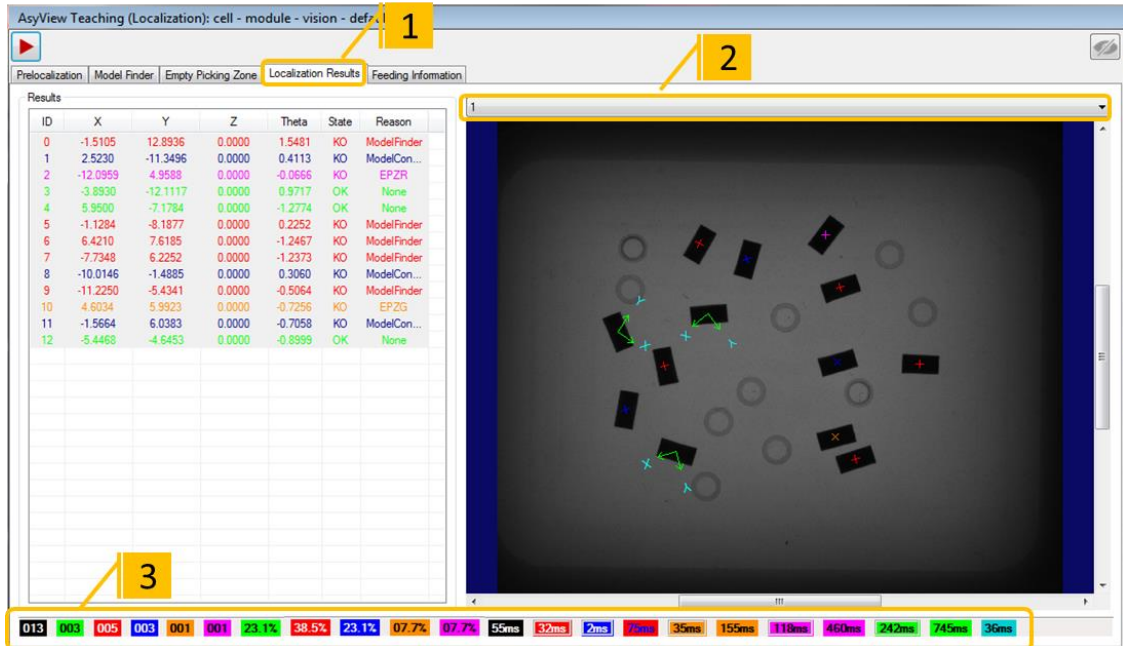 AsyView Teaching (Localization): cell - module - vision - def
1
2
Prelocalization Model Finder Empty Picking Zone Localization Results Feeding Information
Results
1
ID X Y Z Theta State Reason
0 -1.5105 12.8936 0.0000 1.5481 KO ModelFinder
1 2.5230 -11.3496 0.0000 0.4113 KO ModelCon...
2 -12.0959 4.9588 0.0000 -0.0666 KO EPZR
3 -3.8930 -12.1117 0.0000 0.9717 OK None
4 5.9500 -7.1784 0.0000 -1.2774 OK None
5 -1.1284 -8.1877 0.0000 0.2252 KO ModelFinder
6 6.4210 7.6185 0.0000 -1.2467 KO ModelFinder
7 -7.7348 6.2252 0.0000 -1.2373 KO ModelFinder
8 -10.0146 -1.4885 0.0000 0.3060 KO ModelCon...
9 -11.2250 -5.4341 0.0000 -0.5064 KO ModelFinder
10 4.6034 5.9923 0.0000 -0.7256 KO EPZG
11 -1.5664 6.0383 0.0000 -0.7058 KO ModelCon...
12 -5.4468 -4.6453 0.0000 -0.8999 OK None
Y
X X Y
X
Y
3
013 003 005 003 001 001 23.1% 38.5% 23.1% 07.7% 07.7% 55ms 32ms 2ms 75ms 35ms 155ms 118ms 460ms 242ms 745ms 36ms